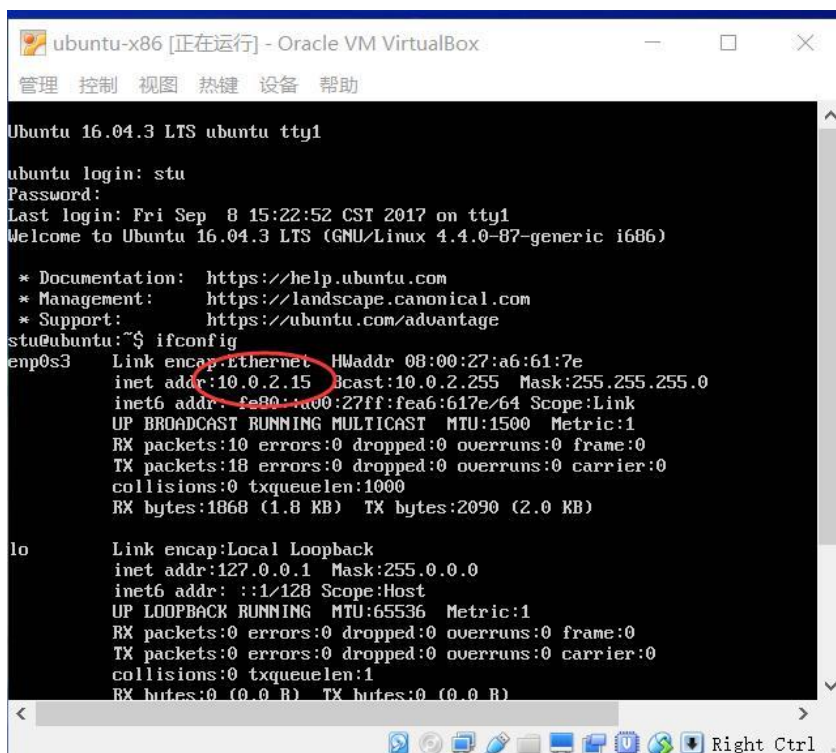 ubuntu-x86 [正在运行] - Oracle VM VirtualBox
管理 控制 视图 热键 设备 帮助
Ubuntu 16.04.3 LTS ubuntu tty1
ubuntu login: stu
Password:
Last login: Fri Sep  8 15:22:52 CST 2017 on tty1
Welcome to Ubuntu 16.04.3 LTS (GNU/Linux 4.4.0-87-generic i686)
* Documentation:  https://help.ubuntu.com
* Management:     https://landscape.canonical.com
* Support:        https://ubuntu.com/advantage
stu@ubuntu:~$ ifconfig
enp0s3    Link encap:Ethernet  HWaddr 08:00:27:a6:61:7e
inet addr:10.0.2.15  Bcast:10.0.2.255  Mask:255.255.255.0
inet6 addr: fe80::a00:27ff:fea6:617e/64 Scope:Link
UP BROADCAST RUNNING MULTICAST  MTU:1500  Metric:1
RX packets:10 errors:0 dropped:0 overruns:0 frame:0
TX packets:18 errors:0 dropped:0 overruns:0 carrier:0
collisions:0 txqueuelen:1000
RX bytes:1868 (1.8 KB)  TX bytes:2090 (2.0 KB)
lo        Link encap:Local Loopback
inet addr:127.0.0.1  Mask:255.0.0.0
inet6 addr: ::1/128 Scope:Host
UP LOOPBACK RUNNING  MTU:65536  Metric:1
RX packets:0 errors:0 dropped:0 overruns:0 frame:0
TX packets:0 errors:0 dropped:0 overruns:0 carrier:0
collisions:0 txqueuelen:1
RX bytes:0 (0.0 B)  TX bytes:0 (0.0 B)
Right Ctrl